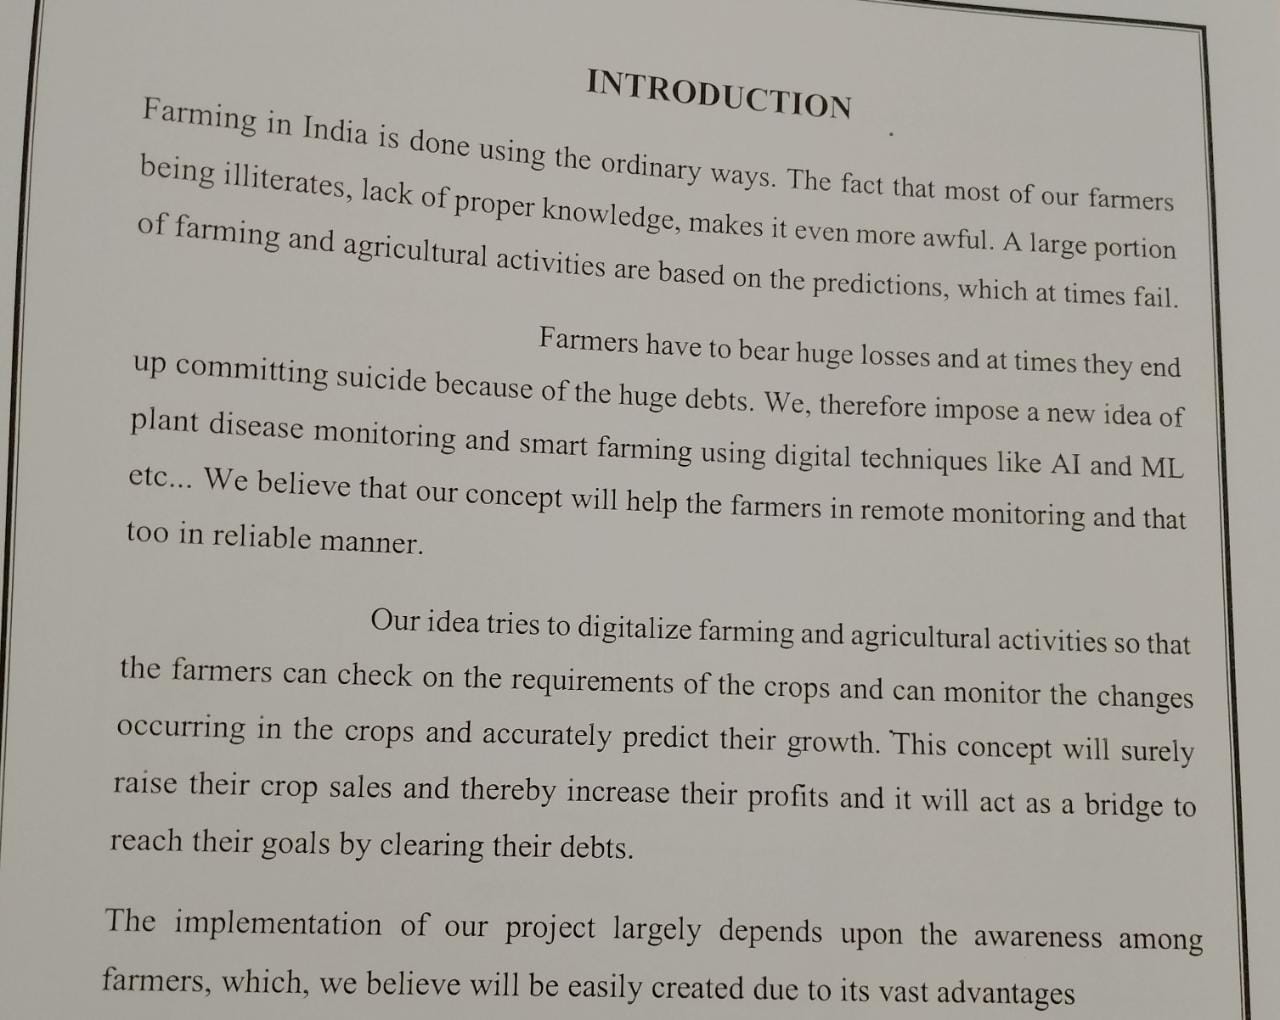 INTRODUCTION
Farming in India is done using the ordinary ways. The fact that most of our farmers
being illiterates, lack of proper knowledge, makes it even more awful. A large portion
of farming and agricultural activities are based on the predictions, which at times fail.
Farmers have to bear huge losses and at times they end
up committing suicide because of the huge debts. We, therefore impose a new idea of
plant disease monitoring and smart farming using digital techniques like AI and ML
etc... We believe that our concept will help the farmers in remote monitoring and that
too in reliable manner.
Our idea tries to digitalize farming and agricultural activities so that
the farmers can check on the requirements of the crops and can monitor the changes
occurring in the crops and accurately predict their growth. This concept will surely
raise their crop sales and thereby increase their profits and it will act as a bridge to
reach their goals by clearing their debts.
The implementation of our project largely depends upon the awareness among
farmers, which, we believe will be easily created due to its vast advantages